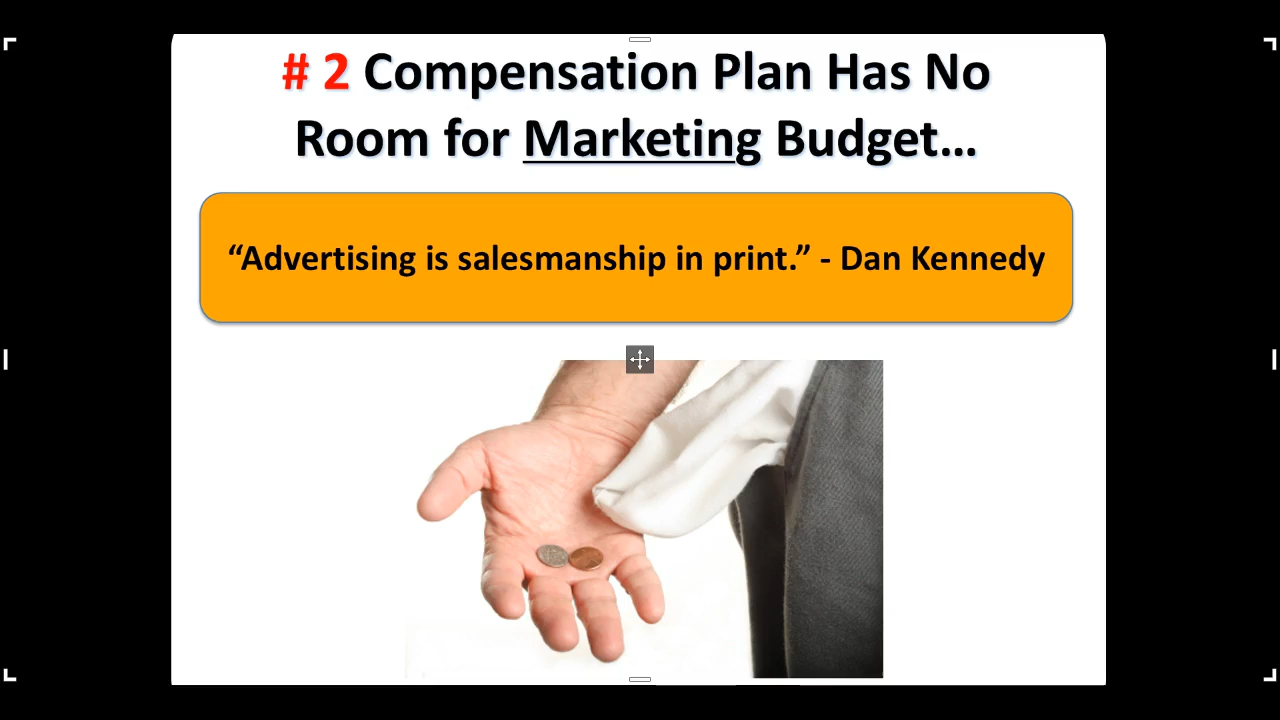 # 2 Compensation Plan Has No
Room for Marketing Budget…
“Advertising is salesmanship in print.” - Dan Kennedy